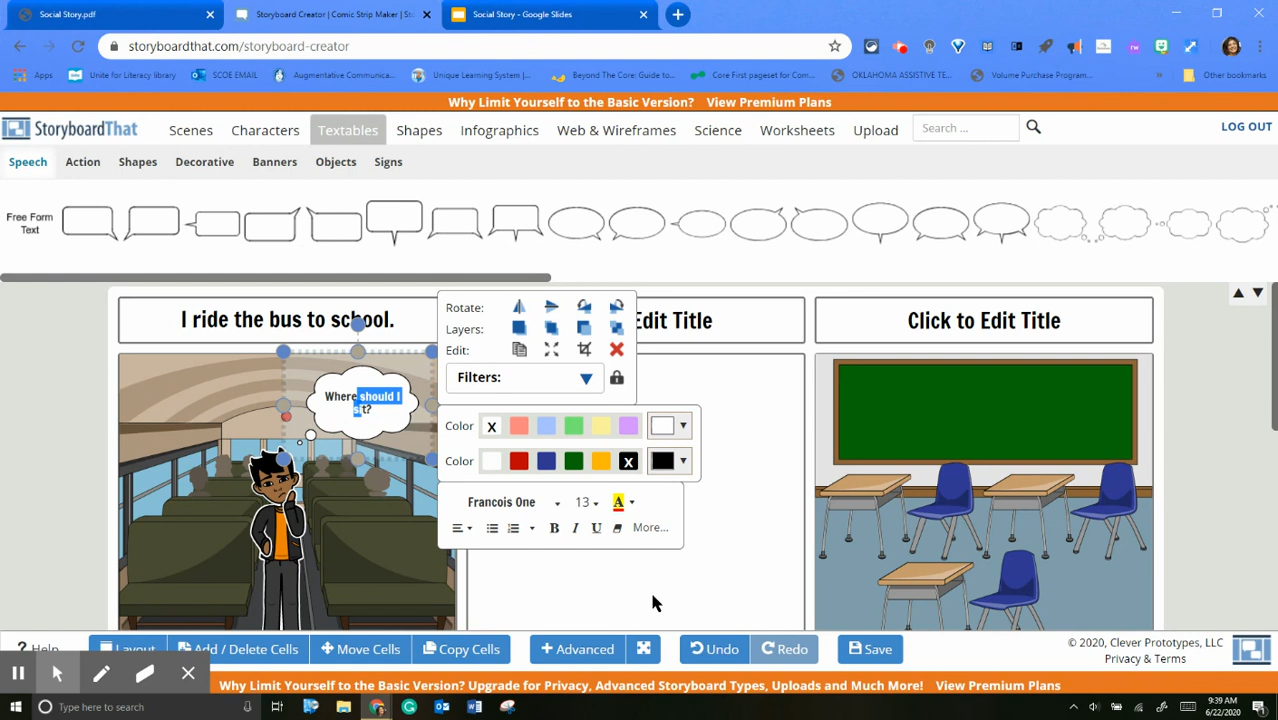 Social Story.pdf
Storyboard Creator | Comic Strip Maker | St
Social Story - Google Slides
storyboardthat.com/storyboard-creator
Apps
Unite for Literacy library
SCOE EMAIL
Augmentative Communica...
Unique Learning System |...
Beyond The Core: Guide to...
Core First pageset for Com...
OKLAHOMA ASSISTIVE TE...
Volume Purchase Program...
»
Other bookmarks
Why Limit Yourself to the Basic Version? View Premium Plans
StoryboardThat
Scenes
Characters
Textables
Shapes
Infographics
Web & Wireframes
Science
Worksheets
Upload
Search ...
LOG OUT
Speech
Action
Shapes
Decorative
Banners
Objects
Signs
Free Form
Text
I ride the bus to school.
Edit Title
Click to Edit Title
Rotate:
Layers:
Edit:
Filters:
Where should I
sit?
Color
X
Color
X
Francois One
13
A
B I U More...
Help
Layout
Add / Delete Cells
Move Cells
Copy Cells
Advanced
Undo
Redo
Save
© 2020, Clever Prototypes, LLC
Privacy & Terms
Why Limit Yourself to the Basic Version? Upgrade for Privacy, Advanced Storyboard Types, Uploads and Much More! View Premium Plans
Type here to search
9:39 AM
6/22/2020